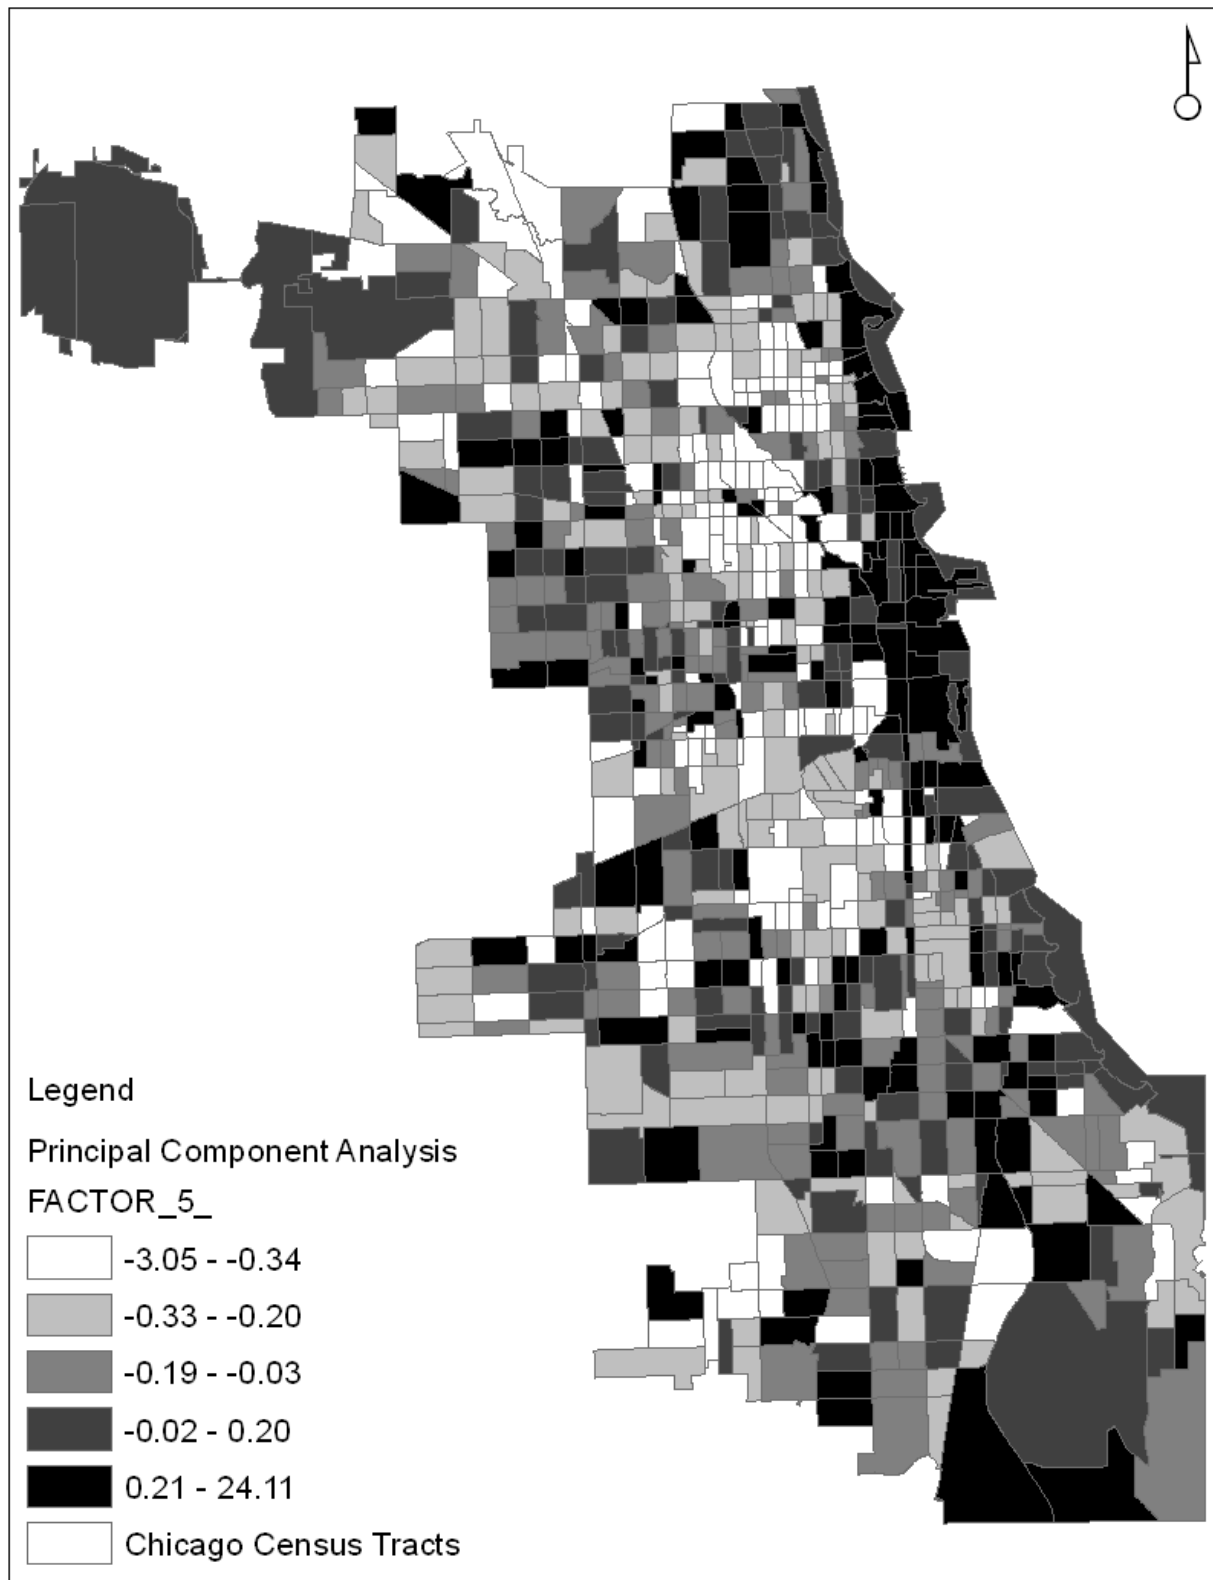 Legend
Principal Component Analysis
FACTOR_5_
-3.05 - -0.34
-0.33 - -0.20
-0.19 - -0.03
-0.02 - 0.20
0.21 - 24.11
Chicago Census Tracts